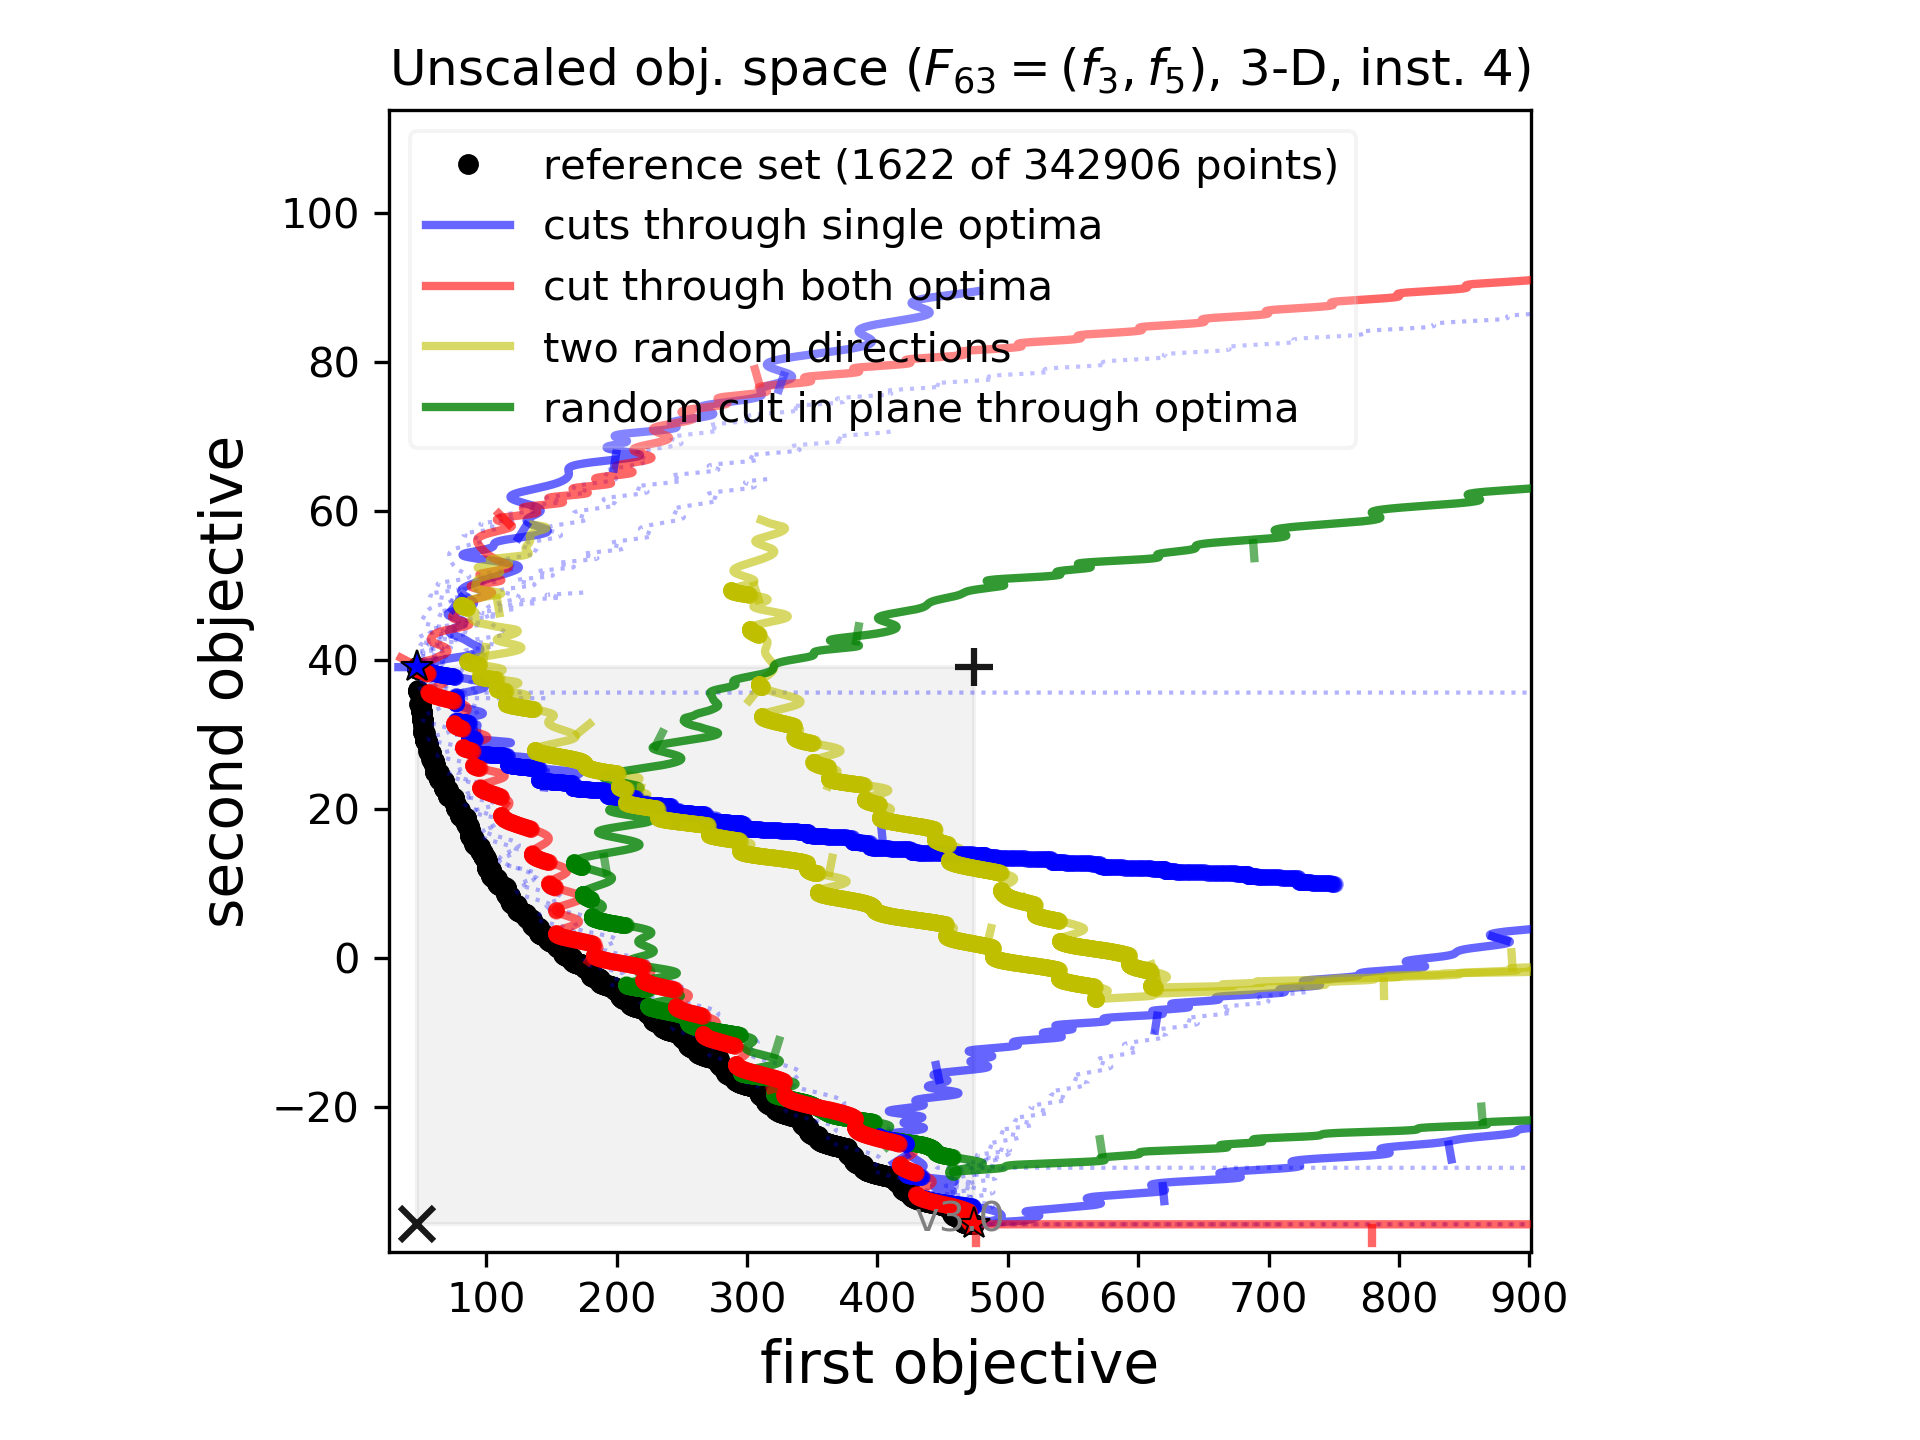 Unscaled obj. space (F63 = (f3, f5), 3-D, inst. 4)
reference set (1622 of 342906 points)
cuts through single optima
cut through both optima
two random directions
random cut in plane through optima
second objective
100
80
60
40
20
0
−20
v3.0
100 200 300 400 500 600 700 800 900
first objective